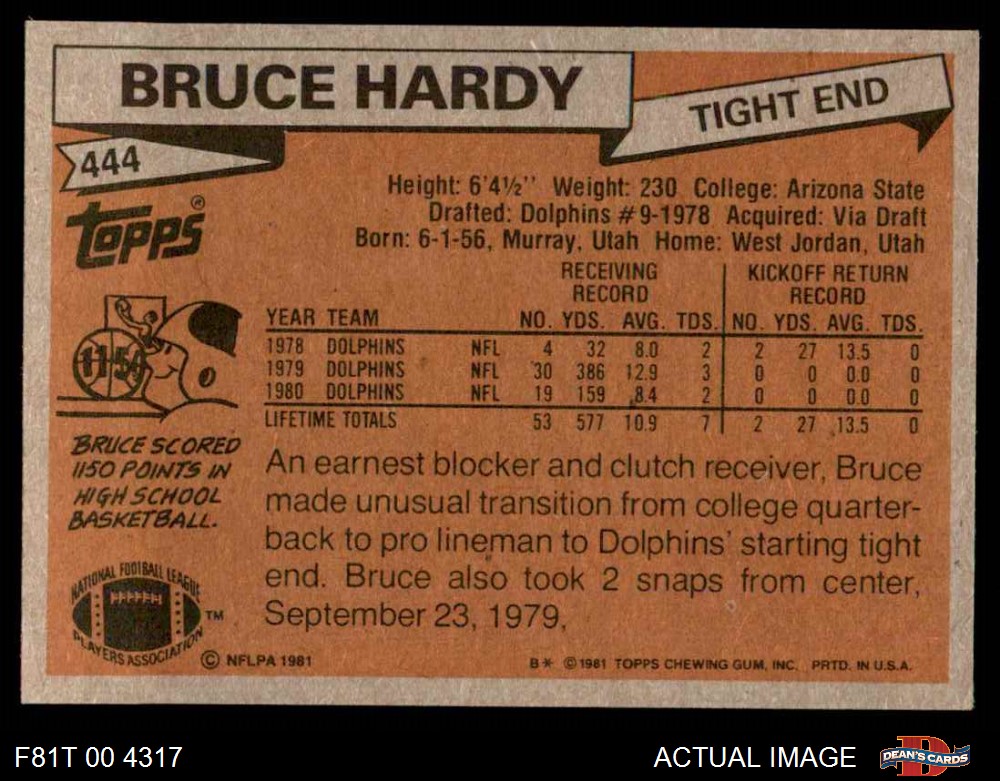 BRUCE HARDY
TIGHT END
444
topps®
Height: 6'4½" Weight: 230 College: Arizona State
Drafted: Dolphins #9-1978 Acquired: Via Draft
Born: 6-1-56, Murray, Utah Home: West Jordan, Utah
RECEIVING RECORD KICKOFF RETURN RECORD
YEAR TEAM NO. YDS. AVG. TDS. NO. YDS. AVG. TDS.
1978 DOLPHINS NFL 4 32 8.0 2 2 27 13.5 0
1979 DOLPHINS NFL 30 386 12.9 3 0 0 0.0 0
1980 DOLPHINS NFL 19 159 8.4 2 0 0 0.0 0
LIFETIME TOTALS 53 577 10.9 7 2 27 13.5 0
1150
BRUCE SCORED
1150 POINTS IN
HIGH SCHOOL
BASKETBALL.
An earnest blocker and clutch receiver, Bruce
made unusual transition from college quarter-
back to pro lineman to Dolphins' starting tight
end. Bruce also took 2 snaps from center,
September 23, 1979.
NATIONAL FOOTBALL LEAGUE
PLAYERS ASSOCIATION
TM
© NFLPA 1981
B* © 1981 TOPPS CHEWING GUM, INC. PRTD. IN U.S.A.
F81T 00 4317
ACTUAL IMAGE
DEAN'S CARDS